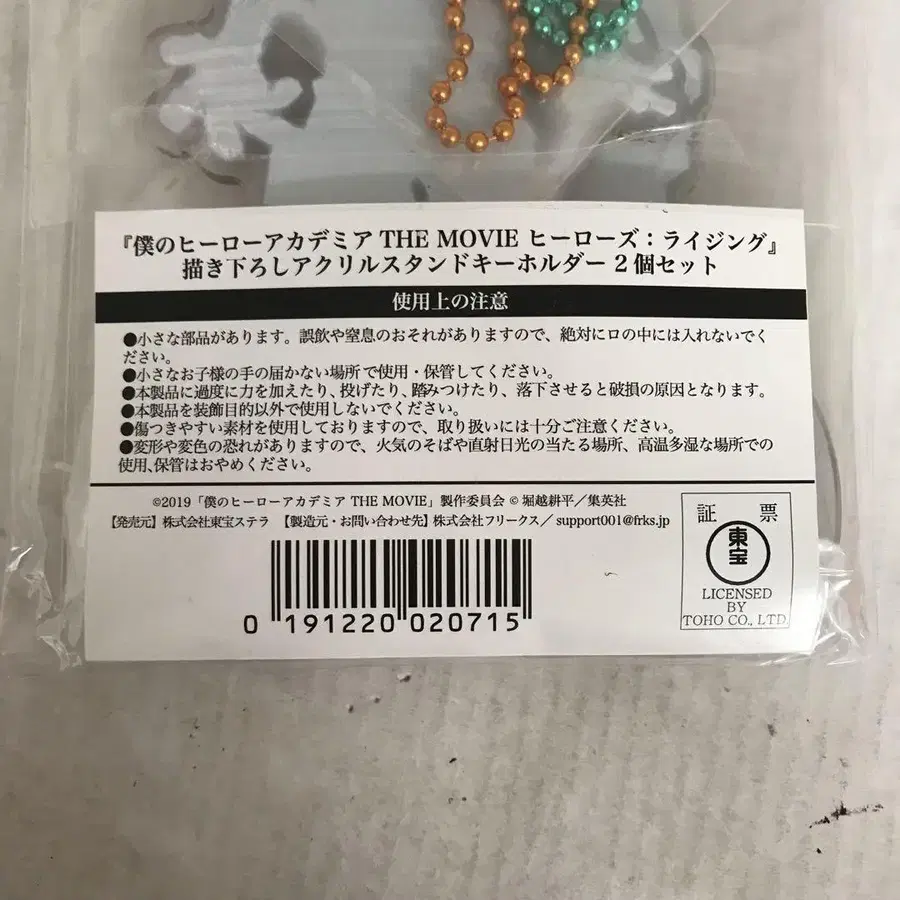 『僕のヒーローアカデミア THE MOVIE ヒーローズ：ライジング』
描き下ろしアクリルスタンドキーホルダー 2個セット
使用上の注意
●小さな部品があります。誤飲や窒息のおそれがありますので、絶対に口の中には入れないでく
ださい。
●小さなお子様の手の届かない場所で使用・保管してください。
●本製品に過度に力を加えたり、投げたり、踏みつけたり、落下させると破損の原因となります。
●本製品を装飾目的以外で使用しないでください。
●傷つきやすい素材を使用しておりますので、取り扱いには十分ご注意ください。
●変形や変色の恐れがありますので、火気のそばや直射日光の当たる場所、高温多湿な場所での
使用、保管はおやめください。
©2019「僕のヒーローアカデミア THE MOVIE」製作委員会 © 堀越耕平／集英社
【発売元】株式会社東宝ステラ 【製造元・お問い合わせ先】株式会社フリークス／ support001@frks.jp
0 191220 020715
証 票
東宝
LICENSED
BY
TOHO CO., LTD.